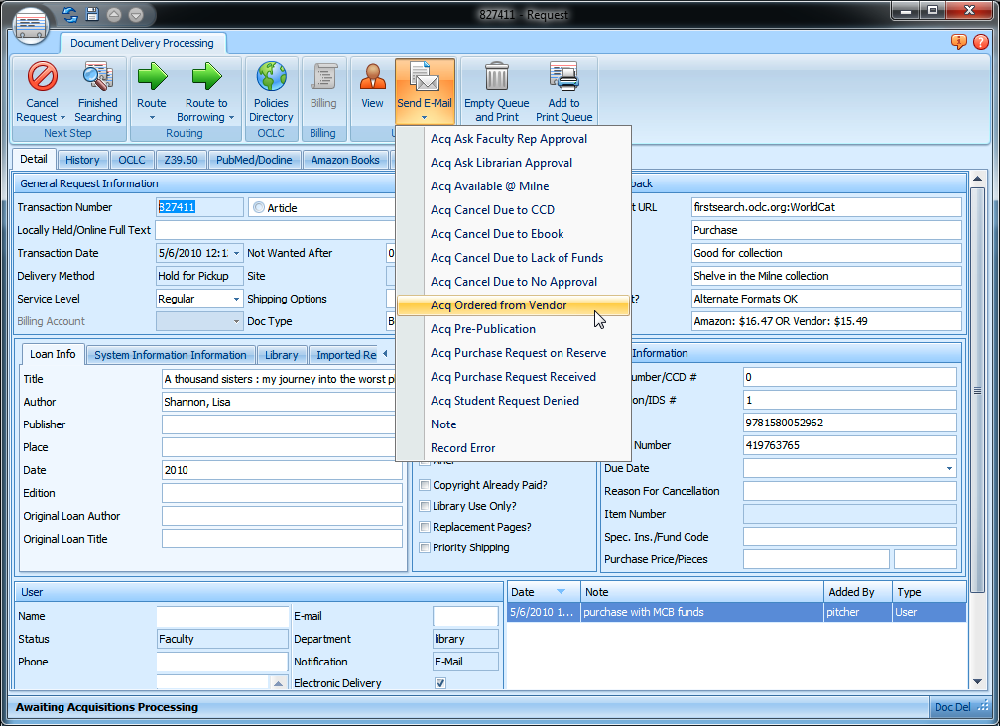 827411 - Request
Document Delivery Processing
Cancel Request
Finished Searching
Next Step
Route
Route to Borrowing
Routing
Policies Directory
OCLC
Billing
Billing
View
Send E-Mail
Empty Queue and Print
Add to Print Queue
Detail
History
OCLC
Z39.50
PubMed/Docline
Amazon Books
Acq Ask Faculty Rep Approval
Acq Ask Librarian Approval
Acq Available @ Milne
Acq Cancel Due to CCD
Acq Cancel Due to Ebook
Acq Cancel Due to Lack of Funds
Acq Cancel Due to No Approval
Acq Ordered from Vendor
Acq Pre-Publication
Acq Purchase Request on Reserve
Acq Purchase Request Received
Acq Student Request Denied
Note
Record Error
General Request Information
Transaction Number 827411 Article
Locally Held/Online Full Text
Transaction Date 5/6/2010 12:1 Not Wanted After 0
Delivery Method Hold for Pickup Site
Service Level Regular Shipping Options
Billing Account Doc Type B
back
t URL firstsearch.oclc.org:WorldCat
Purchase
Good for collection
Shelve in the Milne collection
t? Alternate Formats OK
Amazon: $16.47 OR Vendor: $15.49
Loan Info
System Information Information
Library
Imported Re
Title A thousand sisters : my journey into the worst p
Author Shannon, Lisa
Publisher
Place
Date 2010
Edition
Original Loan Author
Original Loan Title
Copyright Already Paid?
Library Use Only?
Replacement Pages?
Priority Shipping
Information
umber/CCD # 0
on/IDS # 1
9781580052962
Number 419763765
Due Date
Reason For Cancellation
Item Number
Spec. Ins./Fund Code
Purchase Price/Pieces
User
Name E-mail
Status Faculty Department library
Phone Notification E-Mail
Electronic Delivery
Date Note Added By Type
5/6/2010 1... purchase with MCB funds pitcher User
Awaiting Acquisitions Processing
Doc Del